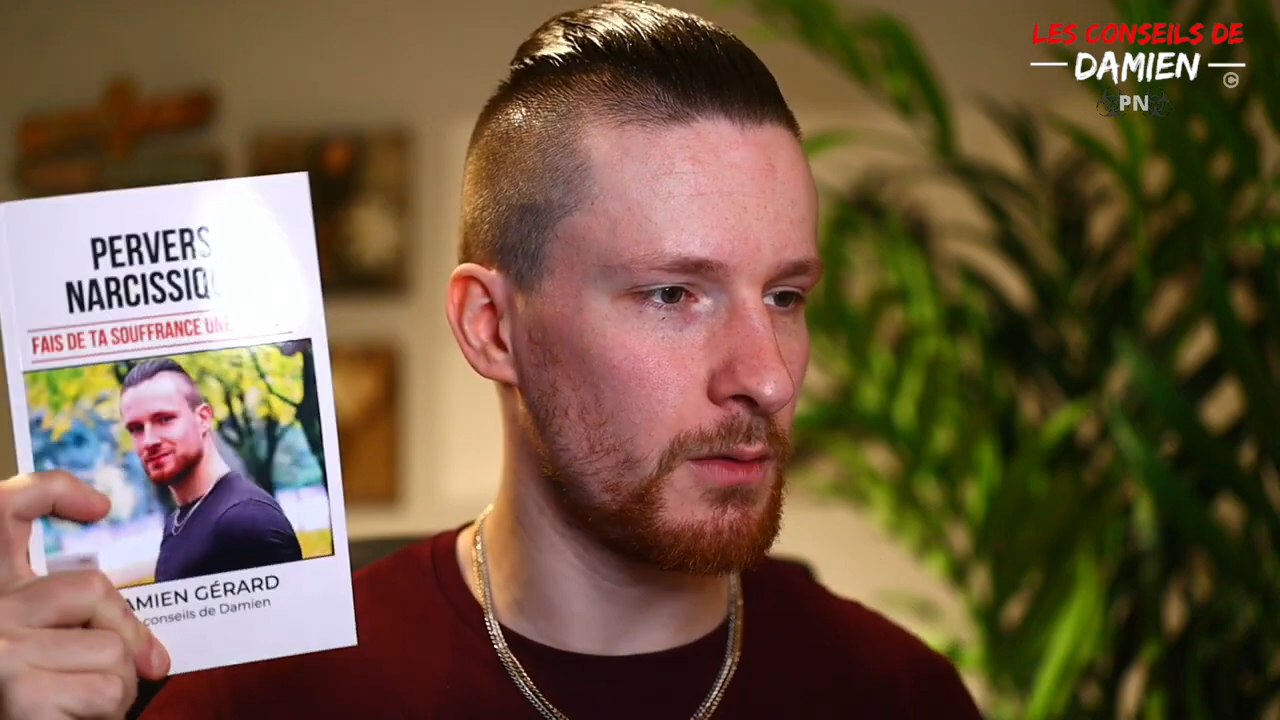 LES CONSEILS DE
DAMIEN
©
PN
PERVERS
NARCISSIQ
FAIS DE TA SOUFFRANCE UNE
AMIEN GÉRARD
conseils de Damien